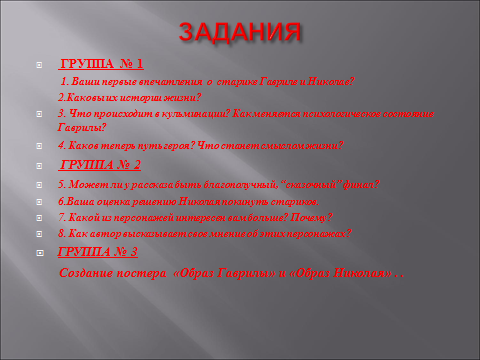 ЗАДАНИЯ
ГРУППА № 1
1. Ваши первые впечатления о старике Гавриле и Николае?
2.Каковы их истории жизни?
3. Что происходит в кульминации? Как меняется психологическое состояние
Гаврилы?
4. Каков теперь путь героя? Что станет смыслом жизни?
ГРУППА № 2
5. Может ли у рассказа быть благополучный, "сказочный" финал?
6.Ваша оценка решению Николая покинуть стариков.
7. Какой из персонажей интересен вам больше? Почему?
8. Как автор высказывает свое мнение об этих персонажах?
ГРУППА № 3
Создание постера «Образ Гаврилы» и «Образ Николая» . .